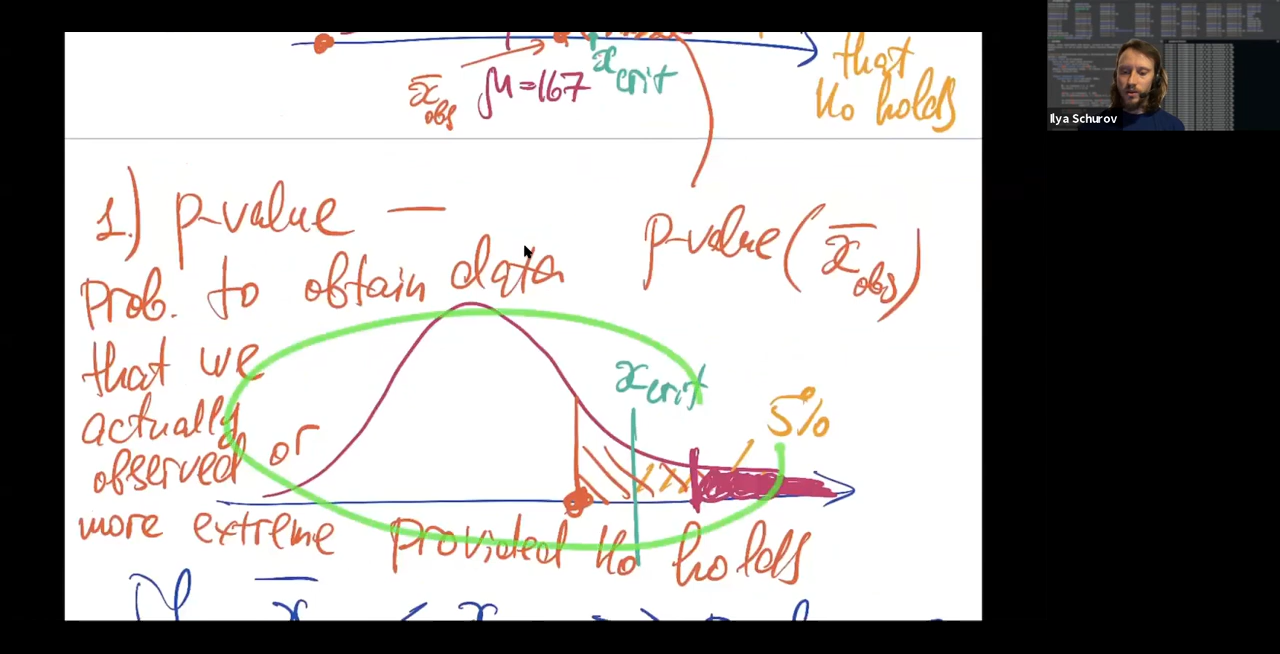 x̄obs μ=167 xcrit that
H0 holds
Ilya Schurov
1.) p-value —
prob. to obtain data
that we
actually
observed or
more extreme provided H0 holds
p-value(x̄obs)
xcrit
5%
If x̄ < x